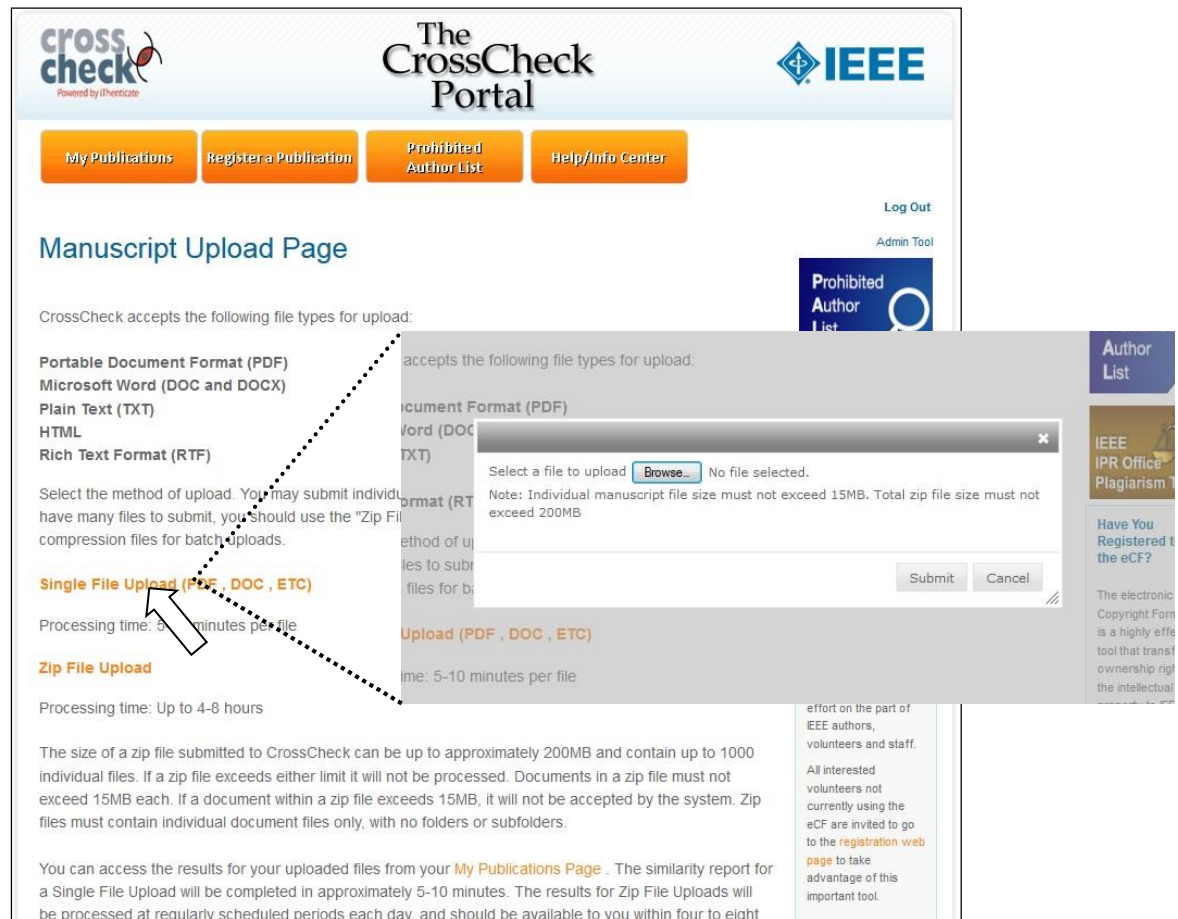 cross
check
Powered by iThenticate
The
CrossCheck
Portal
IEEE
My Publications
Register a Publication
Prohibited
Author List
Help/Info Center
Log Out
Manuscript Upload Page
Admin Tool
Prohibited
Author
List
CrossCheck accepts the following file types for upload:
Portable Document Format (PDF)
Microsoft Word (DOC and DOCX)
Plain Text (TXT)
HTML
Rich Text Format (RTF)
Select the method of upload. You may submit individu
have many files to submit, you should use the "Zip Fil
compression files for batch uploads.
Single File Upload (PDF , DOC , ETC)
Processing time: 5-10 minutes per file
Zip File Upload
Processing time: Up to 4-8 hours
accepts the following file types for upload:
ocument Format (PDF)
Word (DOC
TXT)
ormat (RT
ethod of u
les to subr
files for ba
Upload (PDF , DOC , ETC)
ime: 5-10 minutes per file
Select a file to upload Browse... No file selected.
Note: Individual manuscript file size must not exceed 15MB. Total zip file size must not
exceed 200MB
Submit Cancel
Author
List
IEEE
IPR Office
Plagiarism
Have You
Registered
the eCF?
The electronic
Copyright Form
is a highly effe
tool that transf
ownership righ
the intellectual
effort on the part of
IEEE authors,
volunteers and staff.
All interested
volunteers not
currently using the
eCF are invited to go
to the registration web
page to take
advantage of this
important tool.
The size of a zip file submitted to CrossCheck can be up to approximately 200MB and contain up to 1000
individual files. If a zip file exceeds either limit it will not be processed. Documents in a zip file must not
exceed 15MB each. If a document within a zip file exceeds 15MB, it will not be accepted by the system. Zip
files must contain individual document files only, with no folders or subfolders.
You can access the results for your uploaded files from your My Publications Page . The similarity report for
a Single File Upload will be completed in approximately 5-10 minutes. The results for Zip File Uploads will
be processed at regularly scheduled periods each day, and should be available to you within four to eight